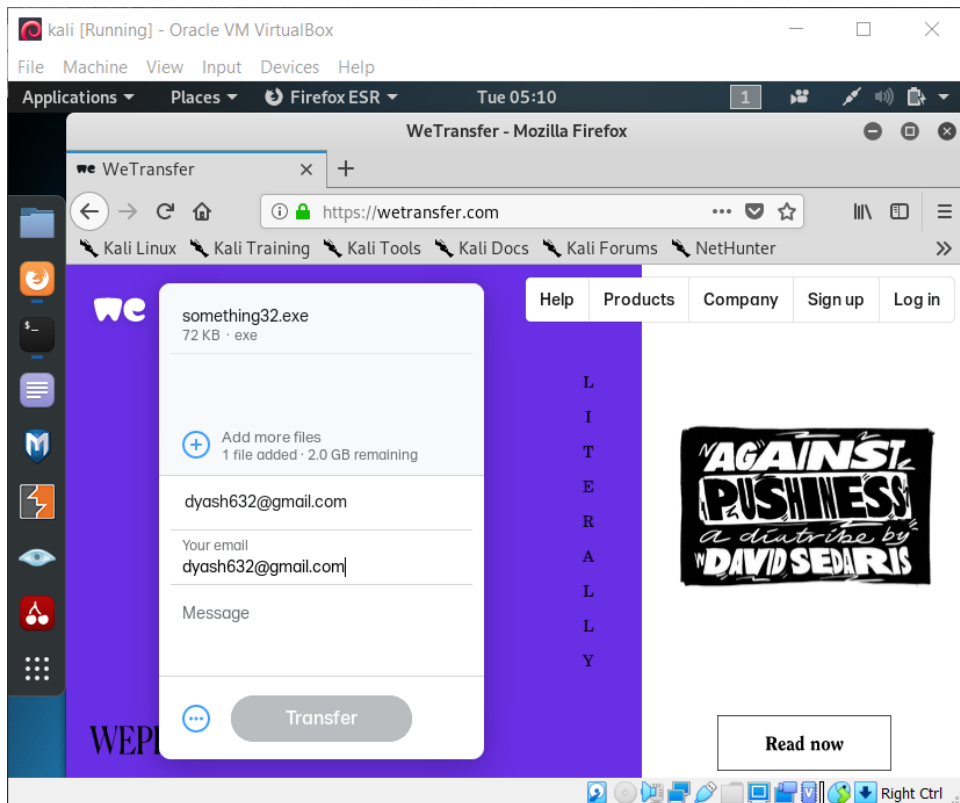 kali [Running] - Oracle VM VirtualBox
File Machine View Input Devices Help
Applications Places Firefox ESR Tue 05:10 1
WeTransfer - Mozilla Firefox
we WeTransfer
https://wetransfer.com
Kali Linux Kali Training Kali Tools Kali Docs Kali Forums NetHunter
we
something32.exe
72 KB · exe
Add more files
1 file added · 2.0 GB remaining
dyash632@gmail.com
Your email
dyash632@gmail.com
Message
Transfer
Help Products Company Sign up Log in
L
I
T
E
R
A
L
L
Y
"AGAINST
PUSHINESS
a diatribe by
DAVID SEDARIS
Read now
Right Ctrl